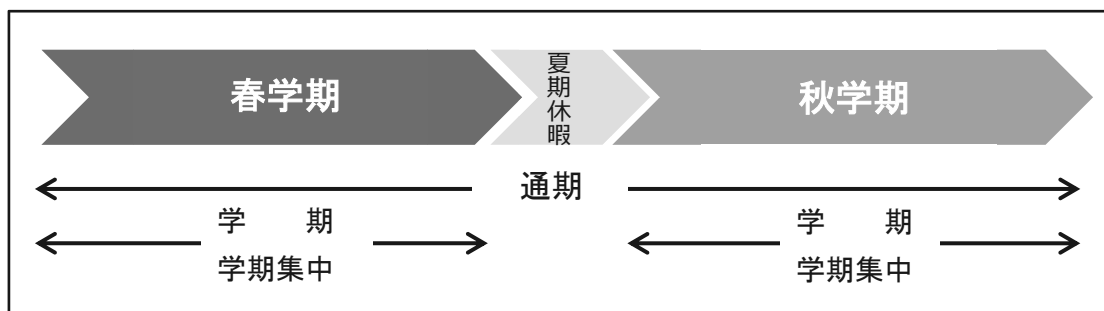 春学期
夏期休暇
秋学期
通期
学　　期
学期集中
学　　期
学期集中